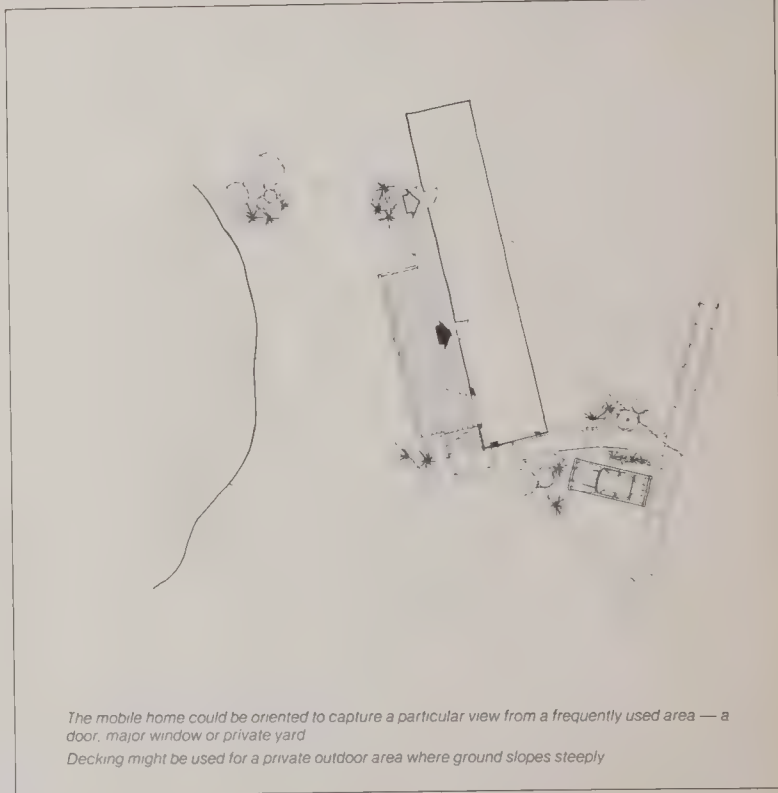 The mobile home could be oriented to capture a particular view from a frequently used area — a
door, major window or private yard
Decking might be used for a private outdoor area where ground slopes steeply